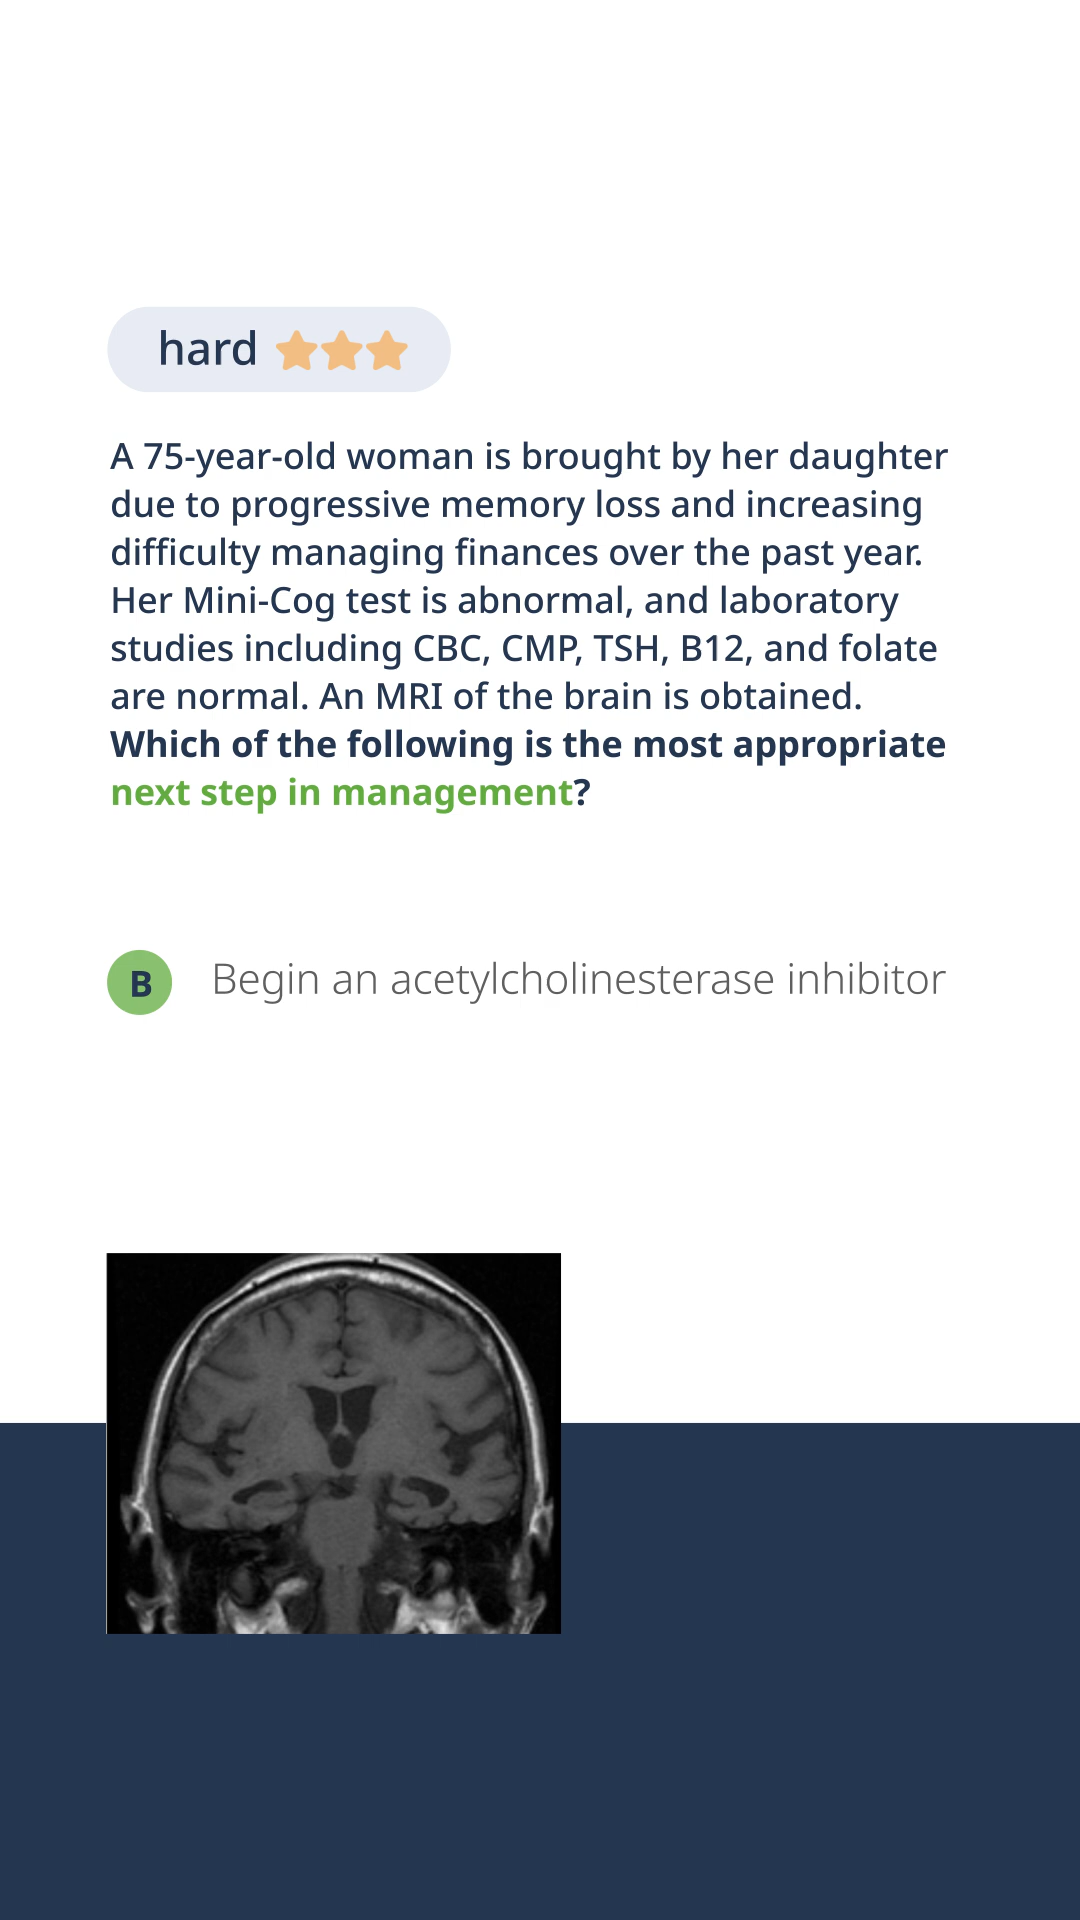 hard
A 75-year-old woman is brought by her daughter
due to progressive memory loss and increasing
difficulty managing finances over the past year.
Her Mini-Cog test is abnormal, and laboratory
studies including CBC, CMP, TSH, B12, and folate
are normal. An MRI of the brain is obtained.
Which of the following is the most appropriate
next step in management?
B Begin an acetylcholinesterase inhibitor